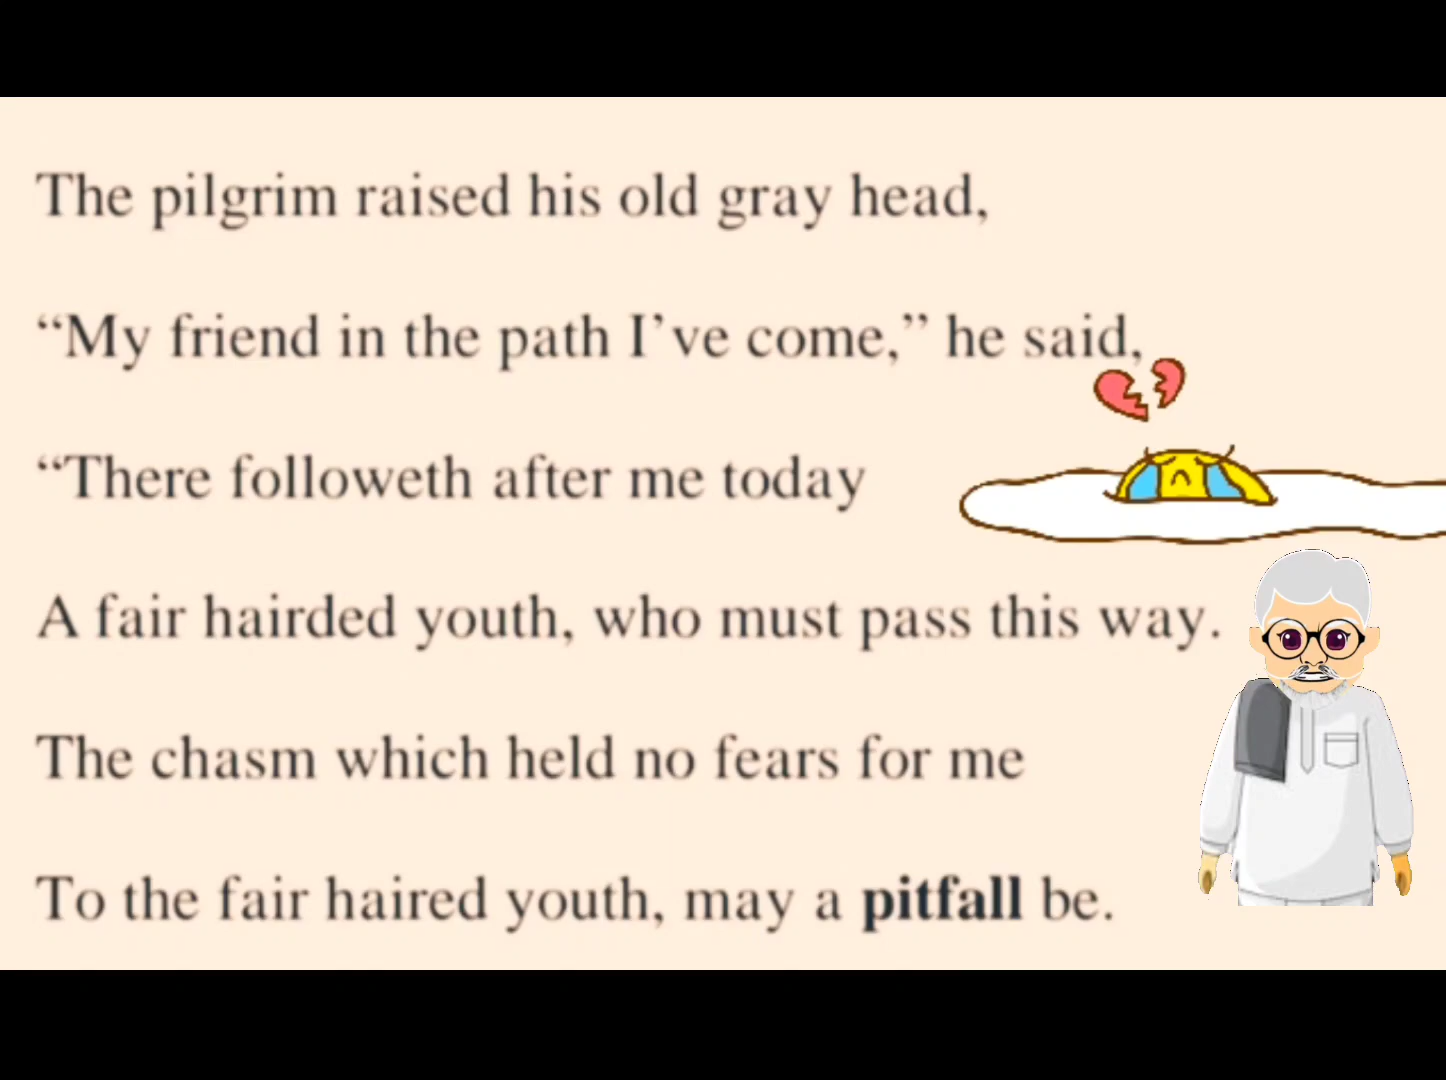 The pilgrim raised his old gray head,
“My friend in the path I’ve come,” he said,
“There followeth after me today
A fair hairded youth, who must pass this way.
The chasm which held no fears for me
To the fair haired youth, may a pitfall be.